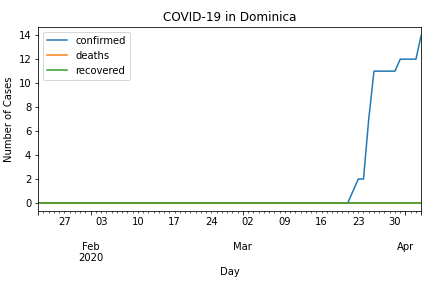 COVID-19 in Dominica
confirmed
deaths
recovered
Number of Cases
14
12
10
8
6
4
2
0
27 03 10 17 24 02 09 16 23 30
Feb Mar Apr
2020
Day